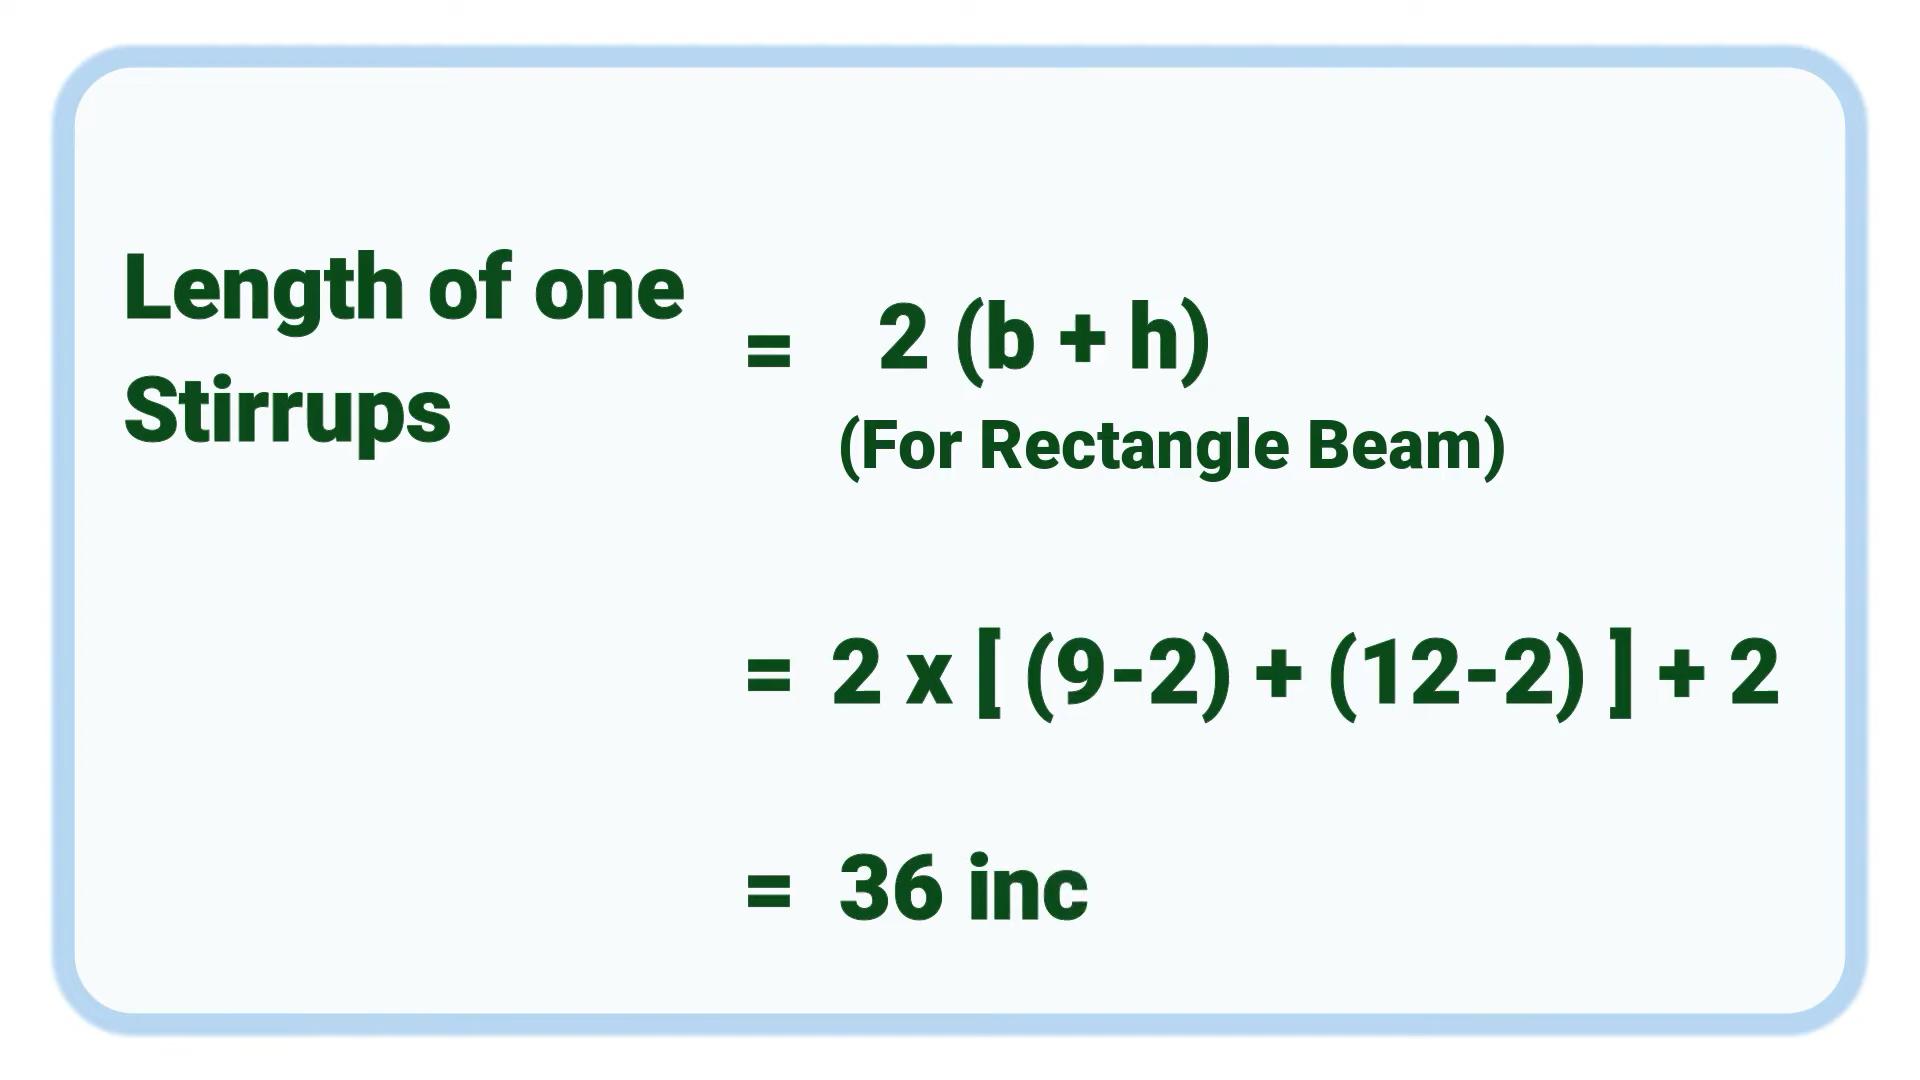 Length of one
Stirrups
= 2 (b + h)
(For Rectangle Beam)
= 2 x [ (9-2) + (12-2) ] + 2
= 36 inc